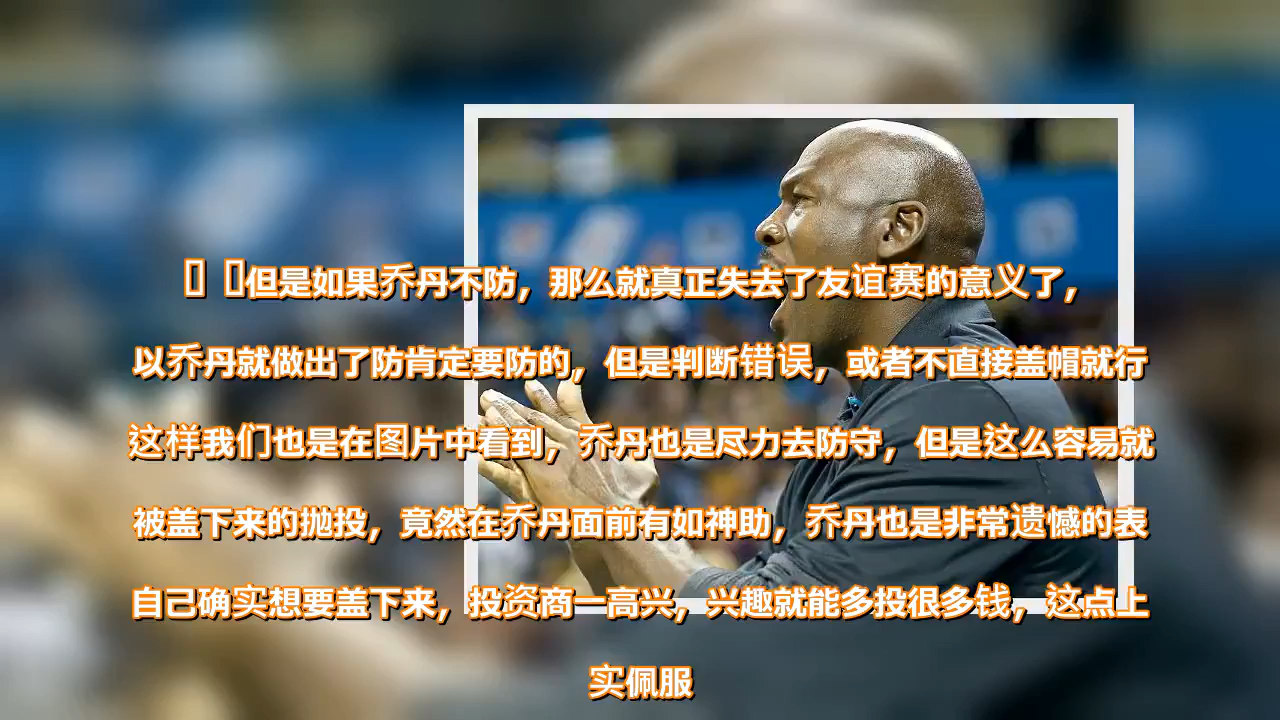 但是如果乔丹不防，那么就真正失去了友谊赛的意义了，
以乔丹就做出了防肯定要防的，但是判断错误，或者不直接盖帽就行
这样我们也是在图片中看到，乔丹也是尽力去防守，但是这么容易就
被盖下来的抛投，竟然在乔丹面前有如神助，乔丹也是非常遗憾的表
自己确实想要盖下来，投资商一高兴，兴趣就能多投很多钱，这点上
实佩服